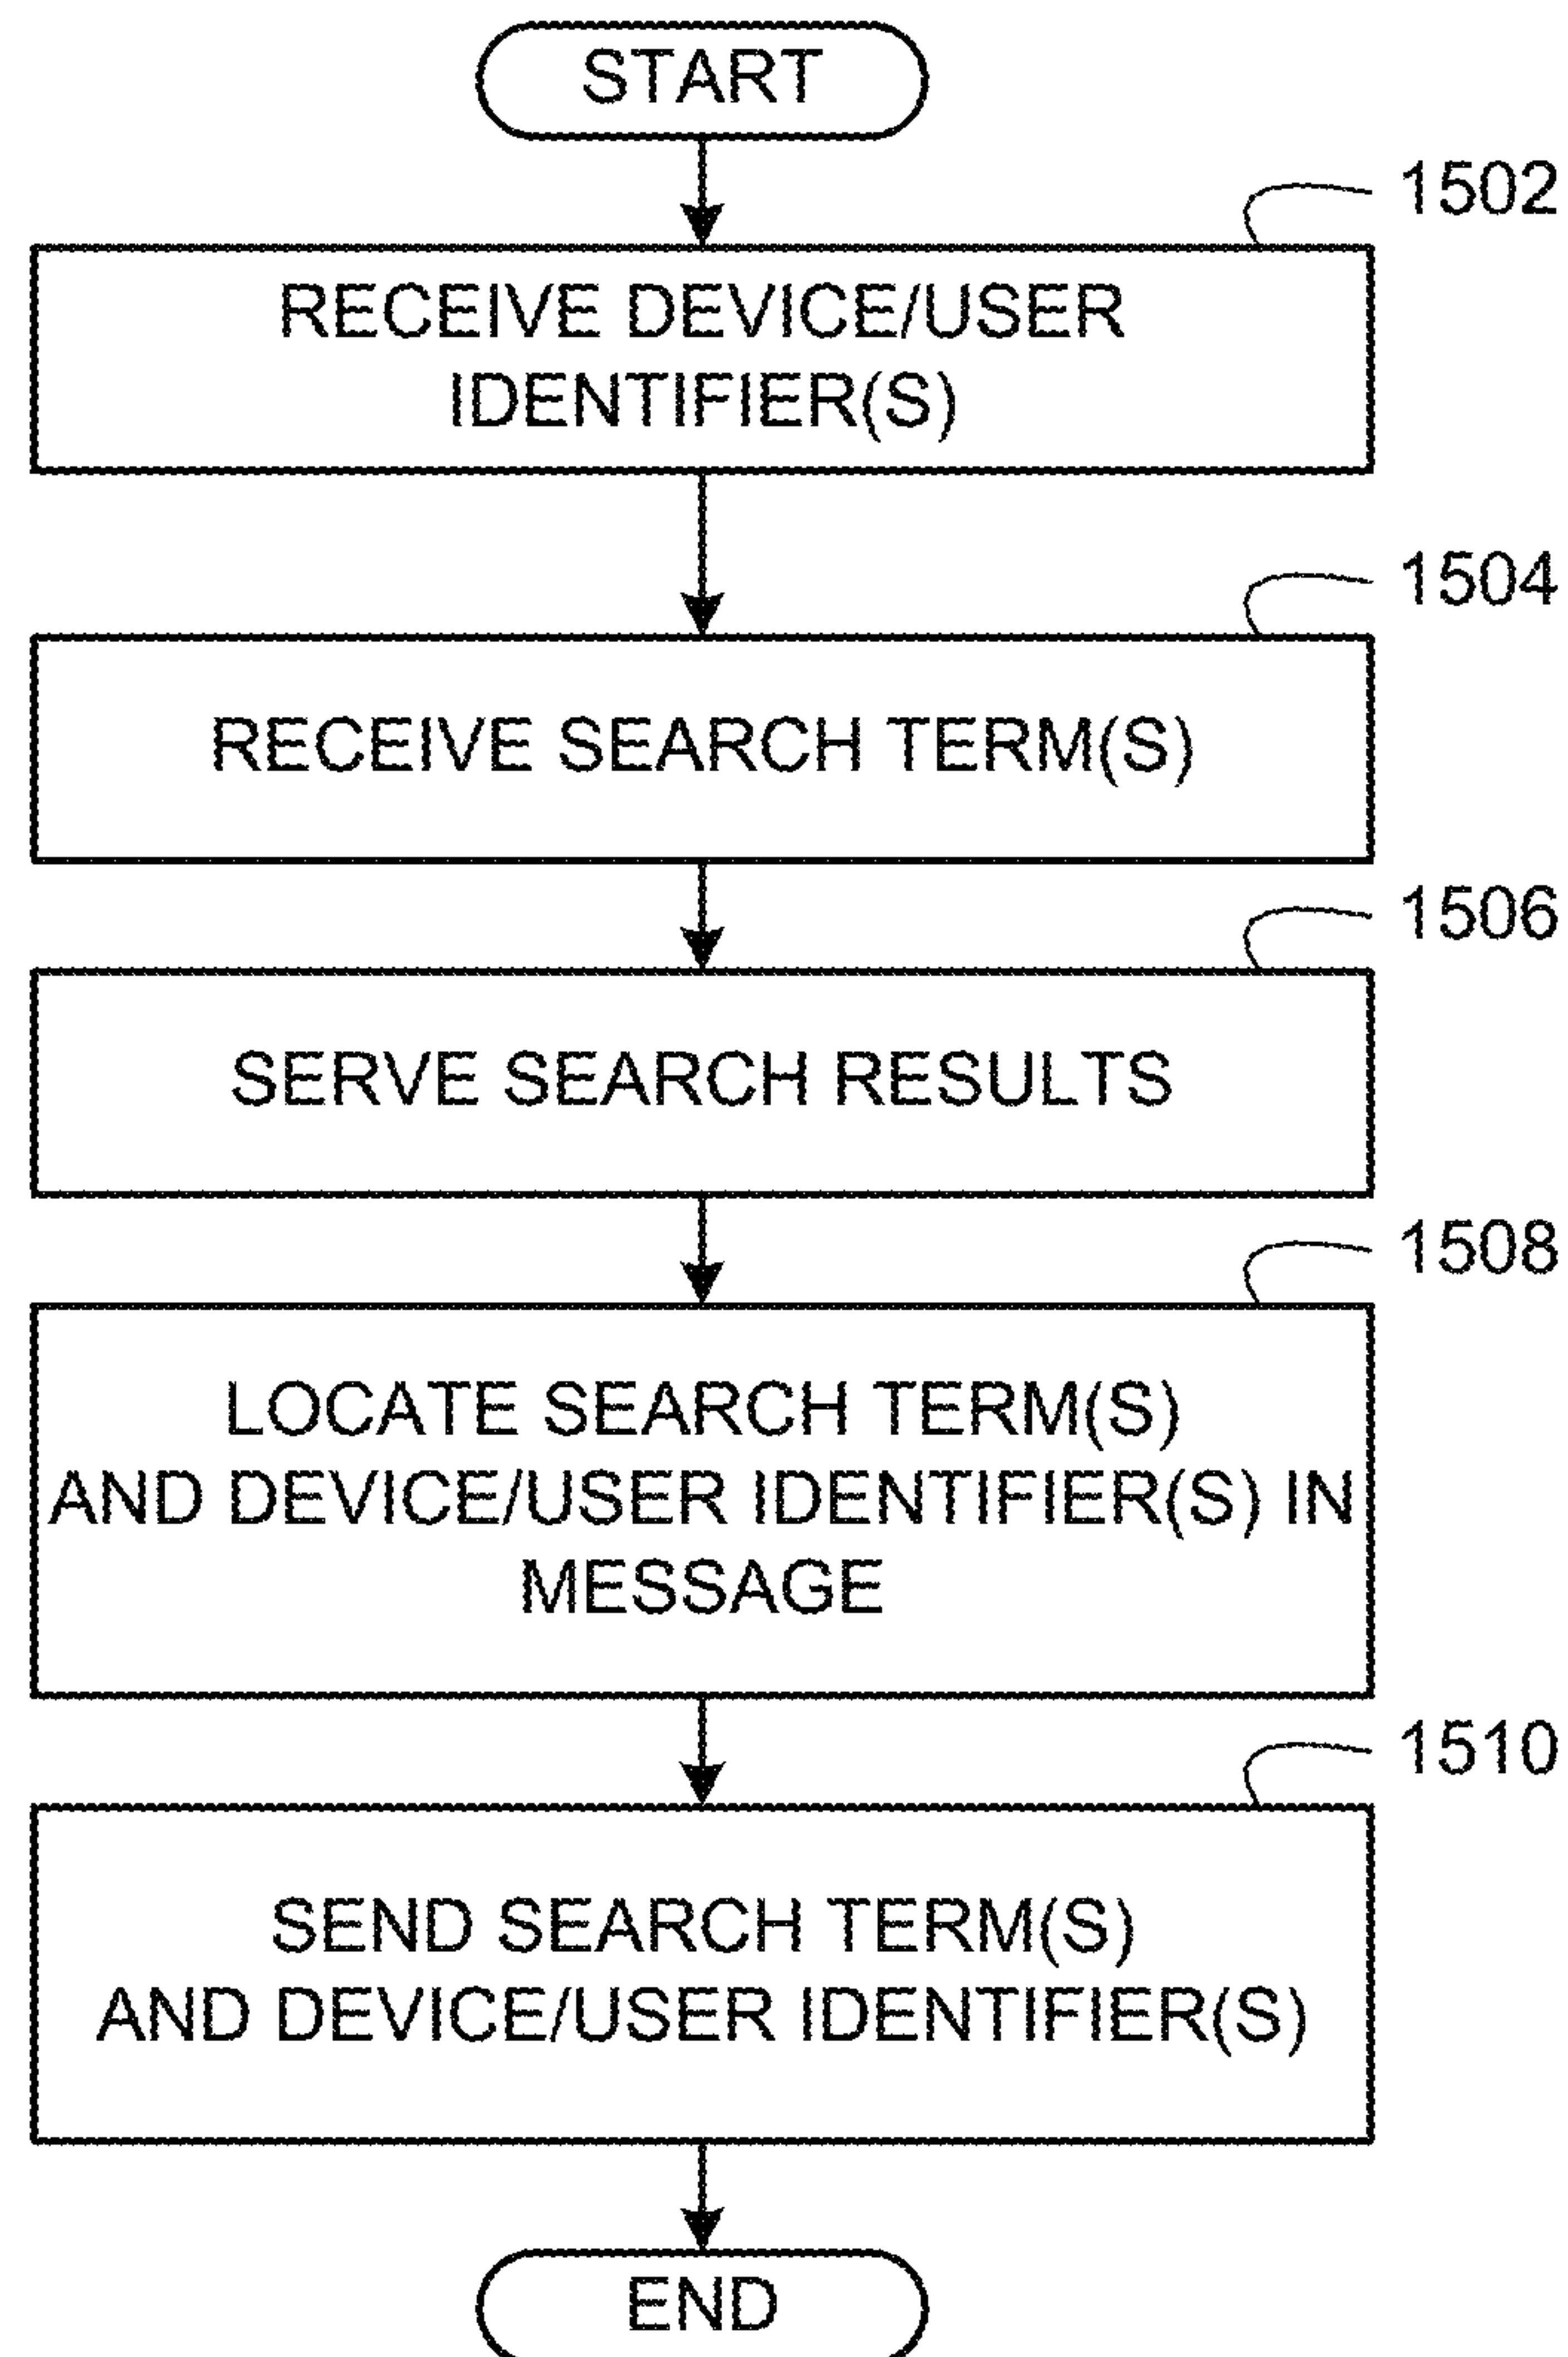 START
1502
RECEIVE DEVICE/USER
IDENTIFIER(S)
1504
RECEIVE SEARCH TERM(S)
1506
SERVE SEARCH RESULTS
1508
LOCATE SEARCH TERM(S)
AND DEVICE/USER IDENTIFIER(S) IN
MESSAGE
1510
SEND SEARCH TERM(S)
AND DEVICE/USER IDENTIFIER(S)
END